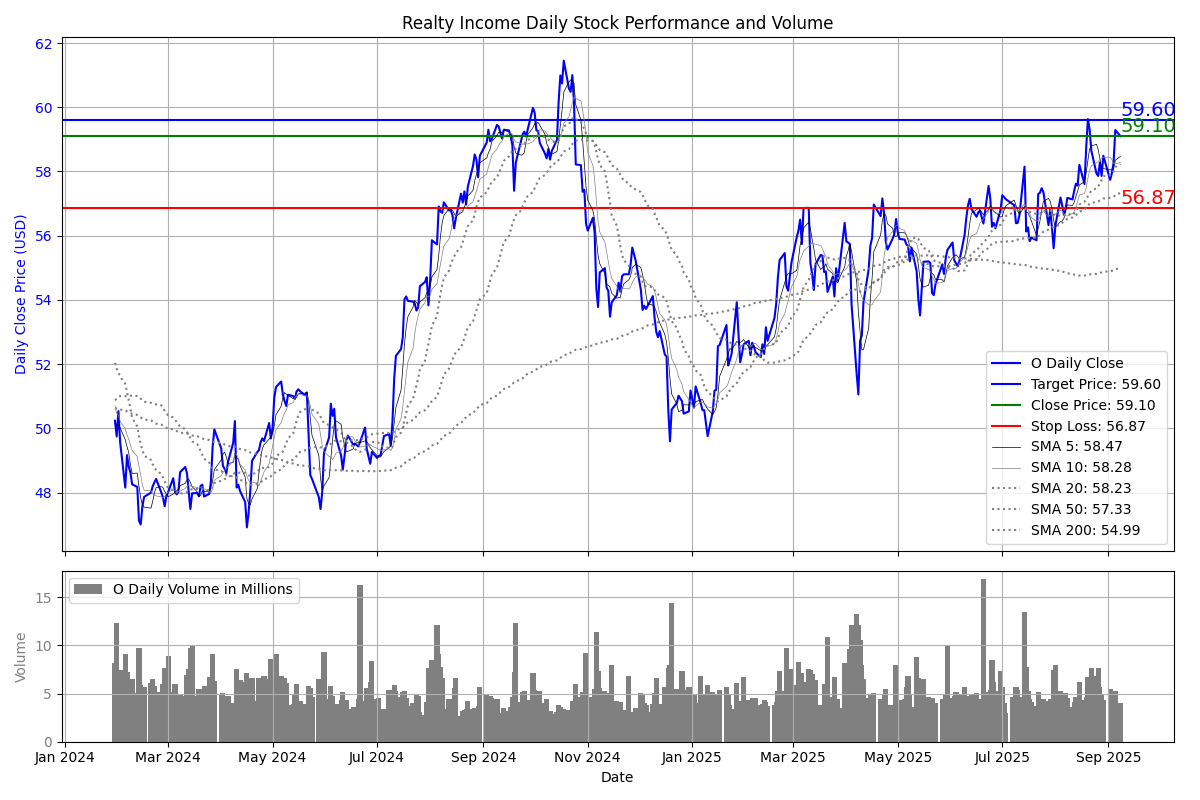 Realty Income Daily Stock Performance and Volume
62
60
58
56
54
52
50
48
Daily Close Price (USD)
59.60
59.10
56.87
O Daily Close
Target Price: 59.60
Close Price: 59.10
Stop Loss: 56.87
SMA 5: 58.47
SMA 10: 58.28
SMA 20: 58.23
SMA 50: 57.33
SMA 200: 54.99
O Daily Volume in Millions
15
10
5
0
Volume
Jan 2024 Mar 2024 May 2024 Jul 2024 Sep 2024 Nov 2024 Jan 2025 Mar 2025 May 2025 Jul 2025 Sep 2025
Date